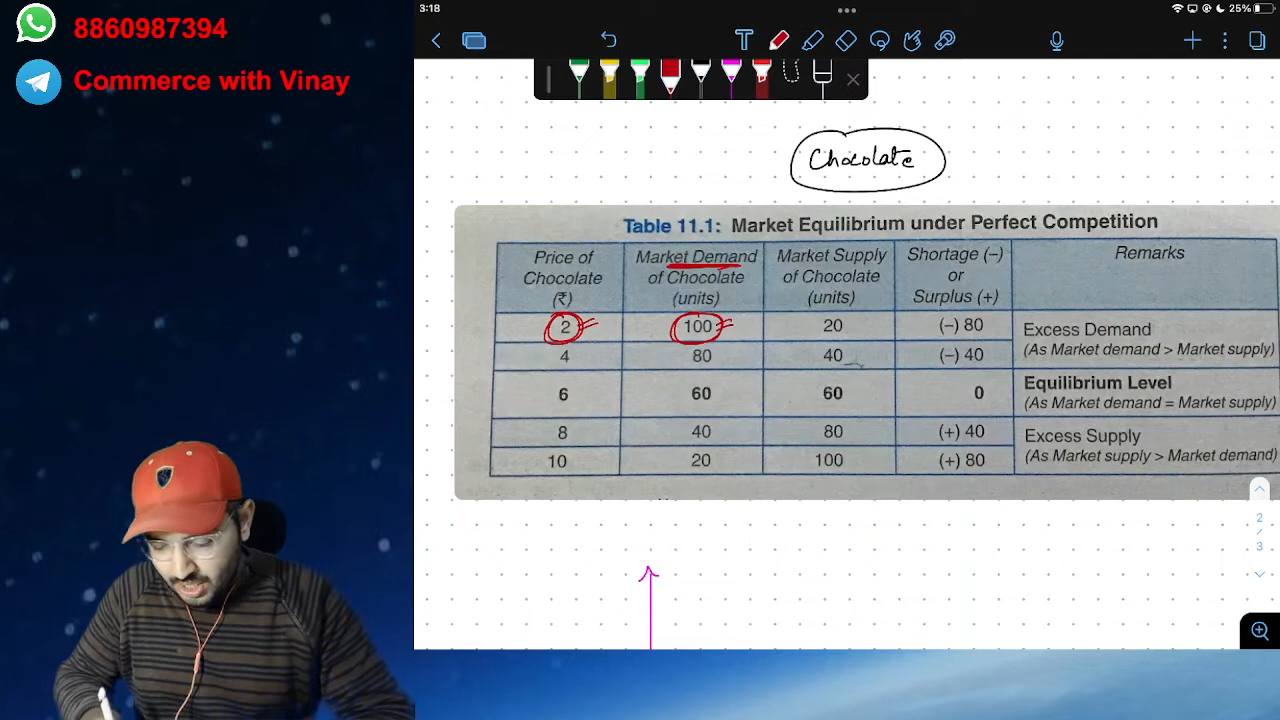 8860987394
Commerce with Vinay
3:18
25%
T
Chocolate
Table 11.1: Market Equilibrium under Perfect Competition
Price of Chocolate (₹) Market Demand of Chocolate (units) Market Supply of Chocolate (units) Shortage (–) or Surplus (+) Remarks
2 100 20 (–) 80 Excess Demand
(As Market demand > Market supply)
4 80 40 (–) 40
6 60 60 0 Equilibrium Level
(As Market demand = Market supply)
8 40 80 (+) 40 Excess Supply
(As Market supply > Market demand)
10 20 100 (+) 80
2
/
3